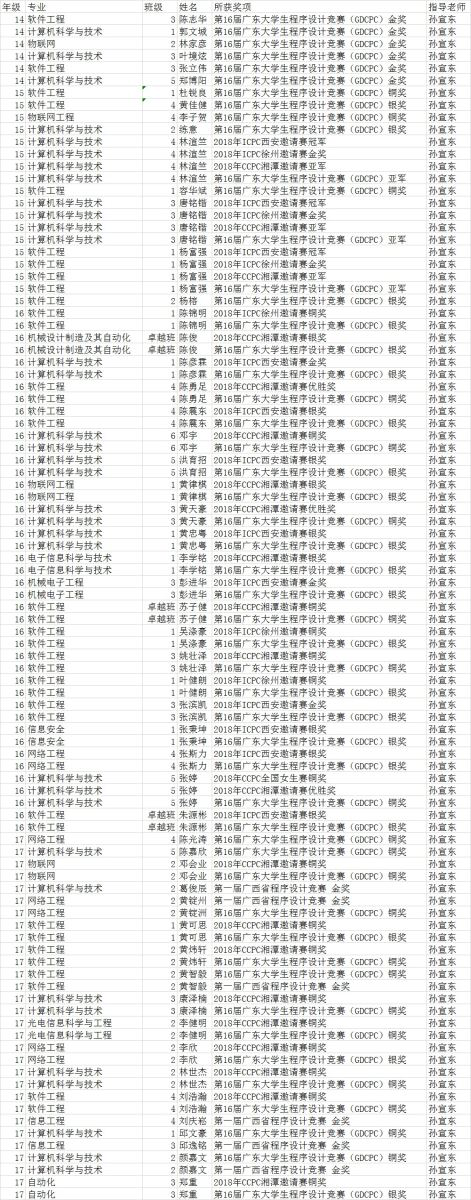 年级 专业 班级 姓名 所获奖项 指导老师
14 软件工程 3 陈志华 第16届广东大学生程序设计竞赛（GDCPC）金奖 孙宣东
14 计算机科学与技术 1 郭文城 第16届广东大学生程序设计竞赛（GDCPC）金奖 孙宣东
14 物联网 2 林家彦 第16届广东大学生程序设计竞赛（GDCPC）金奖 孙宣东
14 计算机科学与技术 3 叶境炫 第16届广东大学生程序设计竞赛（GDCPC）金奖 孙宣东
14 软件工程 3 张立伟 第16届广东大学生程序设计竞赛（GDCPC）金奖 孙宣东
14 计算机科学与技术 5 郑博阳 第16届广东大学生程序设计竞赛（GDCPC）金奖 孙宣东
15 软件工程 1 杜锐良 第16届广东大学生程序设计竞赛（GDCPC）铜奖 孙宣东
15 软件工程 4 黄佳健 第16届广东大学生程序设计竞赛（GDCPC）银奖 孙宣东
15 物联网工程 4 李子贺 第16届广东大学生程序设计竞赛（GDCPC）铜奖 孙宣东
15 计算机科学与技术 2 练意 第16届广东大学生程序设计竞赛（GDCPC）银奖 孙宣东
15 计算机科学与技术 4 林渲竺 2018年ICPC西安邀请赛冠军 孙宣东
15 计算机科学与技术 4 林渲竺 2018年ICPC徐州邀请赛金奖 孙宣东
15 计算机科学与技术 4 林渲竺 2018年CCPC湘潭邀请赛亚军 孙宣东
15 计算机科学与技术 4 林渲竺 第16届广东大学生程序设计竞赛（GDCPC）亚军 孙宣东
15 软件工程 1 容华斌 第16届广东大学生程序设计竞赛（GDCPC）铜奖 孙宣东
15 计算机科学与技术 3 唐铭锴 2018年ICPC西安邀请赛冠军 孙宣东
15 计算机科学与技术 3 唐铭锴 2018年ICPC徐州邀请赛金奖 孙宣东
15 计算机科学与技术 3 唐铭锴 2018年CCPC湘潭邀请赛亚军 孙宣东
15 计算机科学与技术 3 唐铭锴 第16届广东大学生程序设计竞赛（GDCPC）亚军 孙宣东
15 软件工程 1 杨富强 2018年ICPC西安邀请赛冠军 孙宣东
15 软件工程 1 杨富强 2018年ICPC徐州邀请赛金奖 孙宣东
15 软件工程 1 杨富强 2018年CCPC湘潭邀请赛亚军 孙宣东
15 软件工程 1 杨富强 第16届广东大学生程序设计竞赛（GDCPC）亚军 孙宣东
15 软件工程 2 杨榕 第16届广东大学生程序设计竞赛（GDCPC）银奖 孙宣东
16 软件工程 1 陈锦明 2018年ICPC徐州邀请赛银奖 孙宣东
16 软件工程 1 陈锦明 第16届广东大学生程序设计竞赛（GDCPC）银奖 孙宣东
16 机械设计制造及其自动化 卓越班 陈俊 2018年CCPC湘潭邀请赛银奖 孙宣东
16 机械设计制造及其自动化 卓越班 陈俊 第16届广东大学生程序设计竞赛（GDCPC）银奖 孙宣东
16 计算机科学与技术 1 陈彦霖 2018年ICPC西安邀请赛金奖 孙宣东
16 计算机科学与技术 1 陈彦霖 第16届广东大学生程序设计竞赛（GDCPC）银奖 孙宣东
16 软件工程 4 陈勇足 2018年CCPC湘潭邀请赛优胜奖 孙宣东
16 软件工程 4 陈勇足 第16届广东大学生程序设计竞赛（GDCPC）铜奖 孙宣东
16 软件工程 4 陈震东 2018年ICPC西安邀请赛银奖 孙宣东
16 软件工程 4 陈震东 第16届广东大学生程序设计竞赛（GDCPC）银奖 孙宣东
16 计算机科学与技术 6 邓宇 2018年CCPC湘潭邀请赛铜奖 孙宣东
16 计算机科学与技术 6 邓宇 第16届广东大学生程序设计竞赛（GDCPC）铜奖 孙宣东
16 计算机科学与技术 5 洪育招 2018年ICPC西安邀请赛银奖 孙宣东
16 计算机科学与技术 5 洪育招 第16届广东大学生程序设计竞赛（GDCPC）银奖 孙宣东
16 物联网工程 1 黄律棋 2018年CCPC湘潭邀请赛银奖 孙宣东
16 物联网工程 1 黄律棋 第16届广东大学生程序设计竞赛（GDCPC）银奖 孙宣东
16 计算机科学与技术 3 黄天豪 2018年CCPC湘潭邀请赛优胜奖 孙宣东
16 计算机科学与技术 3 黄天豪 第16届广东大学生程序设计竞赛（GDCPC）铜奖 孙宣东
16 计算机科学与技术 1 黄忠粤 2018年ICPC西安邀请赛银奖 孙宣东
16 计算机科学与技术 1 黄忠粤 第16届广东大学生程序设计竞赛（GDCPC）银奖 孙宣东
16 电子信息科学与技术 1 李学铭 2018年CCPC湘潭邀请赛银奖 孙宣东
16 电子信息科学与技术 1 李学铭 第16届广东大学生程序设计竞赛（GDCPC）银奖 孙宣东
16 机械电子工程 3 彭进华 2018年ICPC西安邀请赛金奖 孙宣东
16 机械电子工程 3 彭进华 第16届广东大学生程序设计竞赛（GDCPC）银奖 孙宣东
16 软件工程 卓越班 苏子健 2018年CCPC湘潭邀请赛铜奖 孙宣东
16 软件工程 卓越班 苏子健 第16届广东大学生程序设计竞赛（GDCPC）铜奖 孙宣东
16 软件工程 1 吴涤豪 2018年ICPC徐州邀请赛铜奖 孙宣东
16 软件工程 1 吴涤豪 第16届广东大学生程序设计竞赛（GDCPC）银奖 孙宣东
16 软件工程 3 姚壮泽 2018年CCPC湘潭邀请赛铜奖 孙宣东
16 软件工程 3 姚壮泽 第16届广东大学生程序设计竞赛（GDCPC）铜奖 孙宣东
16 软件工程 1 叶健朗 2018年ICPC徐州邀请赛铜奖 孙宣东
16 软件工程 1 叶健朗 第16届广东大学生程序设计竞赛（GDCPC）银奖 孙宣东
16 软件工程 3 张滨凯 2018年ICPC西安邀请赛金奖 孙宣东
16 软件工程 3 张滨凯 第16届广东大学生程序设计竞赛（GDCPC）银奖 孙宣东
16 信息安全 1 张秉坤 2018年ICPC西安邀请赛银奖 孙宣东
16 信息安全 1 张秉坤 第16届广东大学生程序设计竞赛（GDCPC）银奖 孙宣东
16 网络工程 4 张斯力 2018年ICPC西安邀请赛银奖 孙宣东
16 网络工程 4 张斯力 第16届广东大学生程序设计竞赛（GDCPC）银奖 孙宣东
16 计算机科学与技术 5 张婷 2018年CCPC全国女生赛铜奖 孙宣东
16 计算机科学与技术 5 张婷 2018年CCPC湘潭邀请赛优胜奖 孙宣东
16 计算机科学与技术 5 张婷 第16届广东大学生程序设计竞赛（GDCPC）铜奖 孙宣东
16 软件工程 卓越班 朱源彬 2018年ICPC西安邀请赛银奖 孙宣东
16 软件工程 卓越班 朱源彬 第16届广东大学生程序设计竞赛（GDCPC）银奖 孙宣东
17 网络工程 4 陈光涛 第16届广东大学生程序设计竞赛（GDCPC）铜奖 孙宣东
17 计算机科学与技术 5 陈嘉欣 第16届广东大学生程序设计竞赛（GDCPC）铜奖 孙宣东
17 物联网 2 邓会业 2018年CCPC湘潭邀请赛铜奖 孙宣东
17 物联网 2 邓会业 第16届广东大学生程序设计竞赛（GDCPC）铜奖 孙宣东
17 计算机科学与技术 2 葛俊辰 第一届广西省程序设计竞赛 金奖 孙宣东
17 网络工程 2 黄锭州 第一届广西省程序设计竞赛 金奖 孙宣东
17 网络工程 2 黄锭洲 第16届广东大学生程序设计竞赛（GDCPC）铜奖 孙宣东
17 软件工程 1 黄可思 2018年CCPC湘潭邀请赛银奖 孙宣东
17 软件工程 1 黄可思 第16届广东大学生程序设计竞赛（GDCPC）银奖 孙宣东
17 软件工程 2 黄炜轩 2018年CCPC湘潭邀请赛铜奖 孙宣东
17 软件工程 2 黄炜轩 第16届广东大学生程序设计竞赛（GDCPC）铜奖 孙宣东
17 软件工程 2 黄智毅 第16届广东大学生程序设计竞赛（GDCPC）铜奖 孙宣东
17 软件工程 2 黄智毅 第一届广西省程序设计竞赛 金奖 孙宣东
17 计算机科学与技术 3 康泽楠 2018年CCPC湘潭邀请赛铜奖 孙宣东
17 计算机科学与技术 3 康泽楠 第16届广东大学生程序设计竞赛（GDCPC）铜奖 孙宣东
17 光电信息科学与工程 2 李健明 2018年CCPC湘潭邀请赛铜奖 孙宣东
17 光电信息科学与工程 2 李健明 第16届广东大学生程序设计竞赛（GDCPC）铜奖 孙宣东
17 网络工程 2 李欣 2018年CCPC湘潭邀请赛银奖 孙宣东
17 网络工程 2 李欣 第16届广东大学生程序设计竞赛（GDCPC）银奖 孙宣东
17 计算机科学与技术 2 林世杰 2018年CCPC湘潭邀请赛铜奖 孙宣东
17 计算机科学与技术 2 林世杰 第16届广东大学生程序设计竞赛（GDCPC）铜奖 孙宣东
17 软件工程 4 刘浩瀚 2018年CCPC湘潭邀请赛铜奖 孙宣东
17 软件工程 4 刘浩瀚 第16届广东大学生程序设计竞赛（GDCPC）铜奖 孙宣东
17 信息工程 4 刘庆崧 第一届广西省程序设计竞赛 金奖 孙宣东
17 计算机科学与技术 1 邱文豪 第16届广东大学生程序设计竞赛（GDCPC）铜奖 孙宣东
17 信息工程 3 邱逸铭 第一届广西省程序设计竞赛 金奖 孙宣东
17 计算机科学与技术 2 颜嘉文 第16届广东大学生程序设计竞赛（GDCPC）铜奖 孙宣东
17 计算机科学与技术 2 颜嘉文 第一届广西省程序设计竞赛 金奖 孙宣东
17 自动化 3 郑重 2018年CCPC湘潭邀请赛银奖 孙宣东
17 自动化 3 郑重 第16届广东大学生程序设计竞赛（GDCPC）银奖 孙宣东